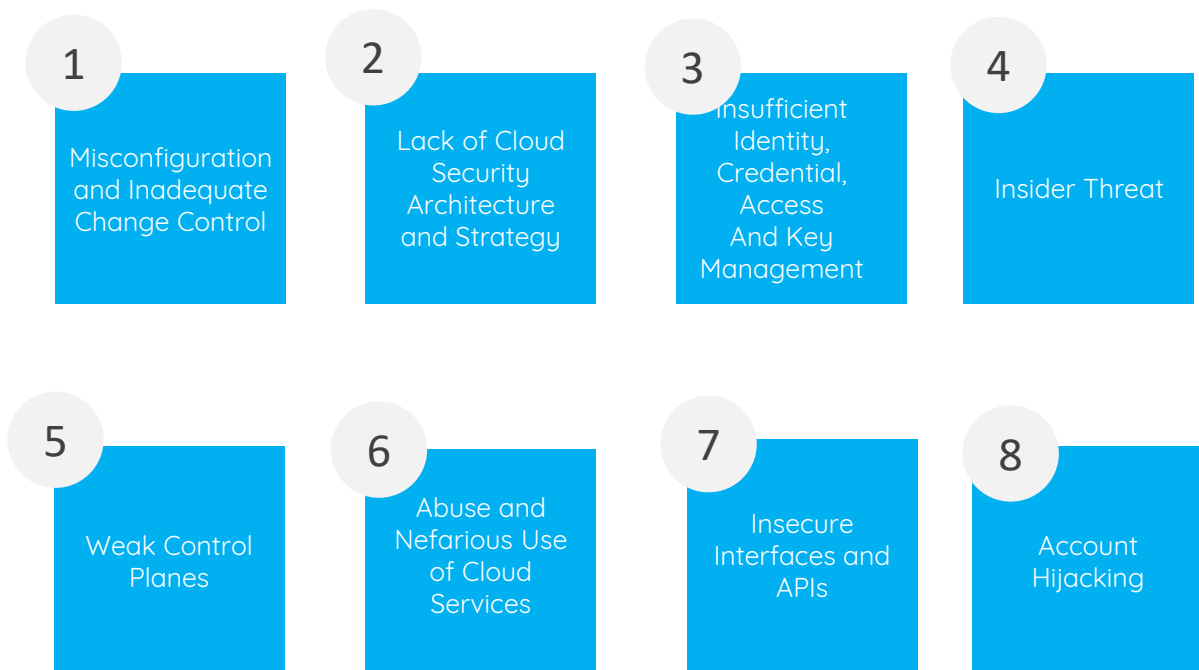 1
Misconfiguration
and Inadequate
Change Control
2
Lack of Cloud
Security
Architecture
and Strategy
3
Insufficient
Identity,
Credential,
Access
And Key
Management
4
Insider Threat
5
Weak Control
Planes
6
Abuse and
Nefarious Use
of Cloud
Services
7
Insecure
Interfaces and
APIs
8
Account
Hijacking